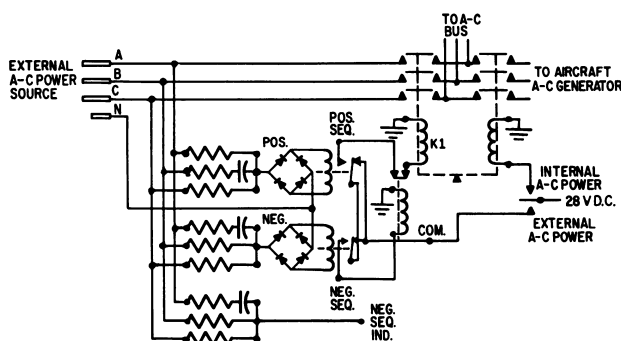 TO A-C
BUS
EXTERNAL
A-C POWER
SOURCE
A
B
C
N
TO AIRCRAFT
A-C GENERATOR
POS.
POS.
SEQ.
K1
INTERNAL
A-C POWER
28 V D.C.
EXTERNAL
A-C POWER
NEG.
COM.
NEG.
SEQ.
NEG.
SEQ.
IND.